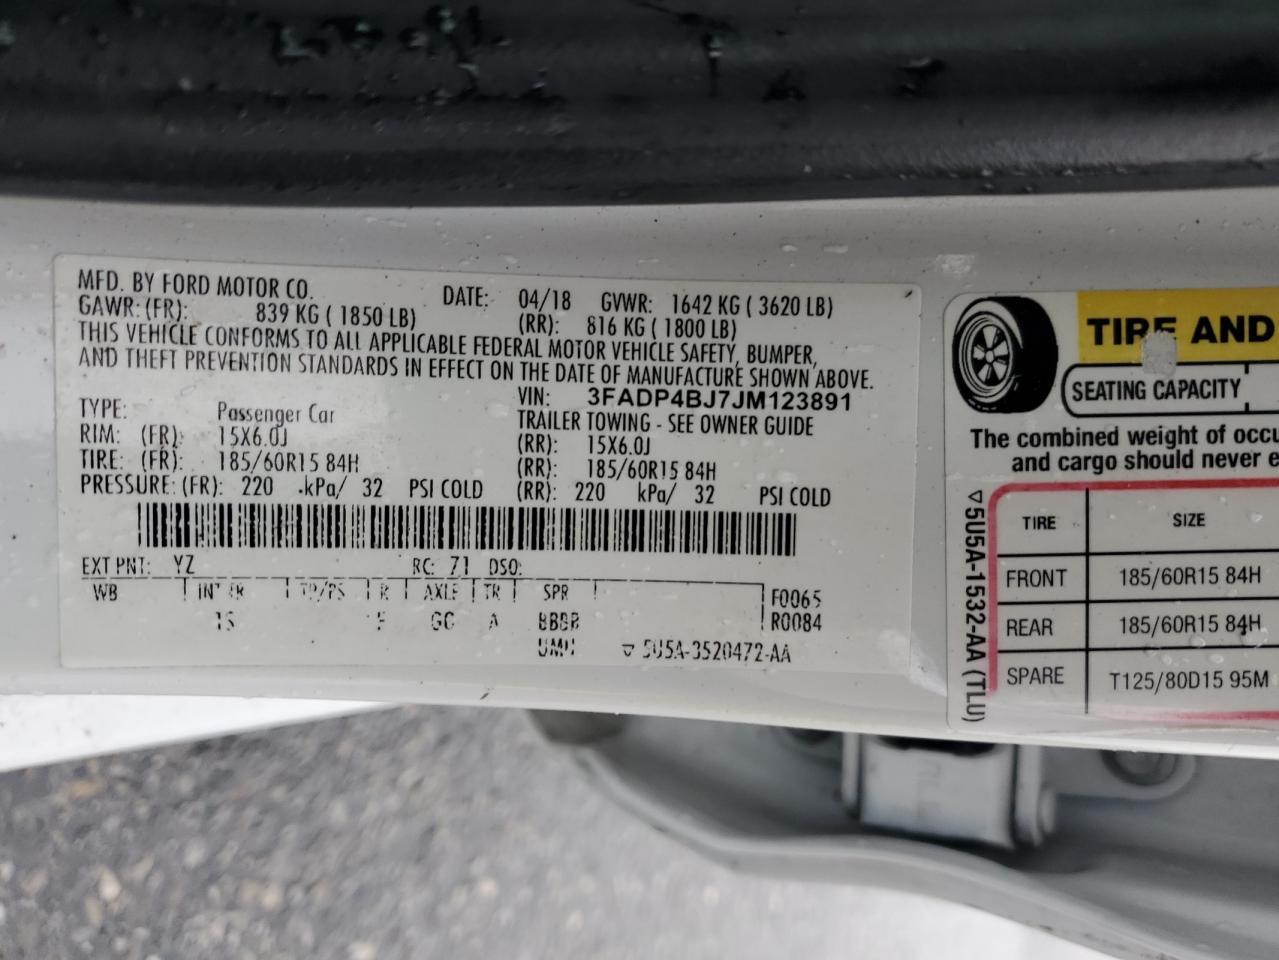 MFD. BY FORD MOTOR CO. DATE: 04/18 GVWR: 1642 KG ( 3620 LB)
GAWR: (FR): 839 KG ( 1850 LB) (RR): 816 KG ( 1800 LB)
THIS VEHICLE CONFORMS TO ALL APPLICABLE FEDERAL MOTOR VEHICLE SAFETY, BUMPER,
AND THEFT PREVENTION STANDARDS IN EFFECT ON THE DATE OF MANUFACTURE SHOWN ABOVE.
VIN: 3FADP4BJ7JM123891
TYPE: Passenger Car TRAILER TOWING - SEE OWNER GUIDE
RIM: (FR): 15X6.0J (RR): 15X6.0J
TIRE: (FR): 185/60R15 84H (RR): 185/60R15 84H
PRESSURE: (FR): 220 kPa/ 32 PSI COLD (RR): 220 kPa/ 32 PSI COLD
EXT PNT: YZ RC: 71 DSO:
WB INT TR TP/PS R AXLE TR SPR F0065
A R0084
▽ 5U5A-3520472-AA
TIRE AND
SEATING CAPACITY
The combined weight of occu
and cargo should never e
▽5U5A-1532-AA (TLU)
TIRE SIZE
FRONT 185/60R15 84H
REAR 185/60R15 84H
SPARE T125/80D15 95M